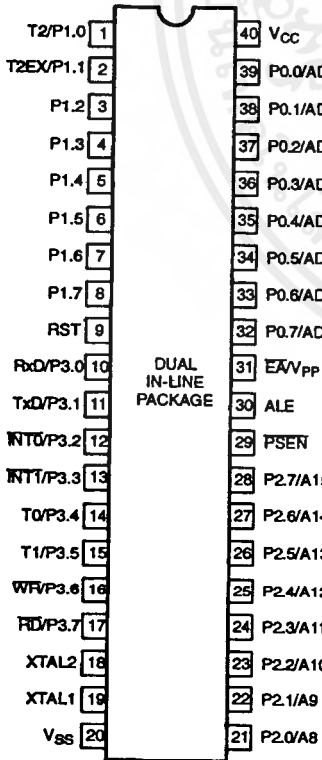 T2/P1.0 1
T2EX/P1.1 2
P1.2 3
P1.3 4
P1.4 5
P1.5 6
P1.6 7
P1.7 8
RST 9
RxD/P3.0 10
TxD/P3.1 11
INT0/P3.2 12
INT1/P3.3 13
T0/P3.4 14
T1/P3.5 15
WR/P3.6 16
RD/P3.7 17
XTAL2 18
XTAL1 19
VSS 20
DUAL
IN-LINE
PACKAGE
40 VCC
39 P0.0/AD
38 P0.1/AD
37 P0.2/AD
36 P0.3/AD
35 P0.4/AD
34 P0.5/AD
33 P0.6/AD
32 P0.7/AD
31 EA/VPP
30 ALE
29 PSEN
28 P2.7/A15
27 P2.6/A14
26 P2.5/A13
25 P2.4/A12
24 P2.3/A11
23 P2.2/A10
22 P2.1/A9
21 P2.0/A8